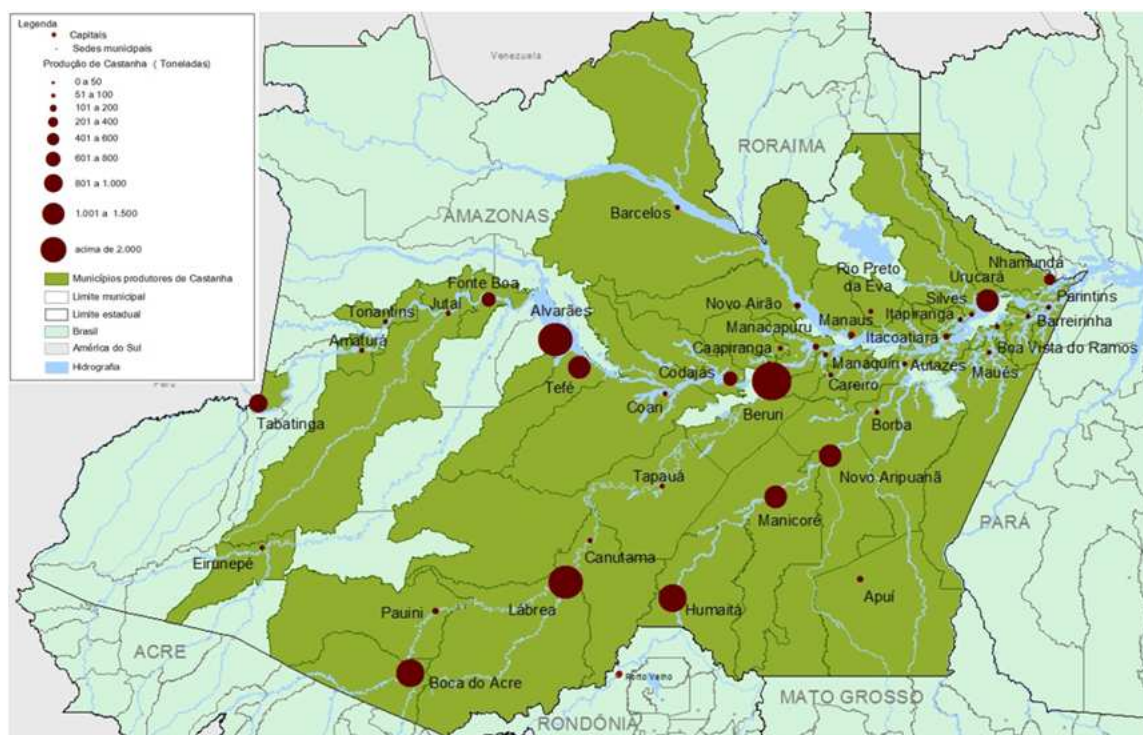 Legenda
Capitais
Sedes municipais
Produção de Castanha ( Toneladas)
0 a 50
51 a 100
101 a 200
201 a 400
401 a 600
601 a 800
801 a 1.000
1.001 a 1.500
acima de 2.000
Municípios produtores de Castanha
Limite municipal
Limite estadual
Brasil
América do Sul
Hidrografia
Venezuela
RORAIMA
AMAZONAS
Barcelos
Nhamundá
Rio Preto
da Eva
Urucará
Fonte Boa
Silves
Parintins
Jutaí
Novo Airão
Itapiranga
Tonantins
Alvarães
Manaus
Barreirinha
Manacapuru
Itacoatiara
Amaturá
Caapiranga
Boa Vista do Ramos
Manaquiri
Autazes
Maués
Tefé
Codajás
Careiro
Peru
Coari
Beruri
Borba
Tabatinga
Tapauá
Novo Aripuanã
Manicoré
PARÁ
Canutama
Eirunepé
Apuí
Lábrea
Humaitá
Pauini
ACRE
Boca do Acre
Porto Velho
MATO GROSSO
RONDÔNIA